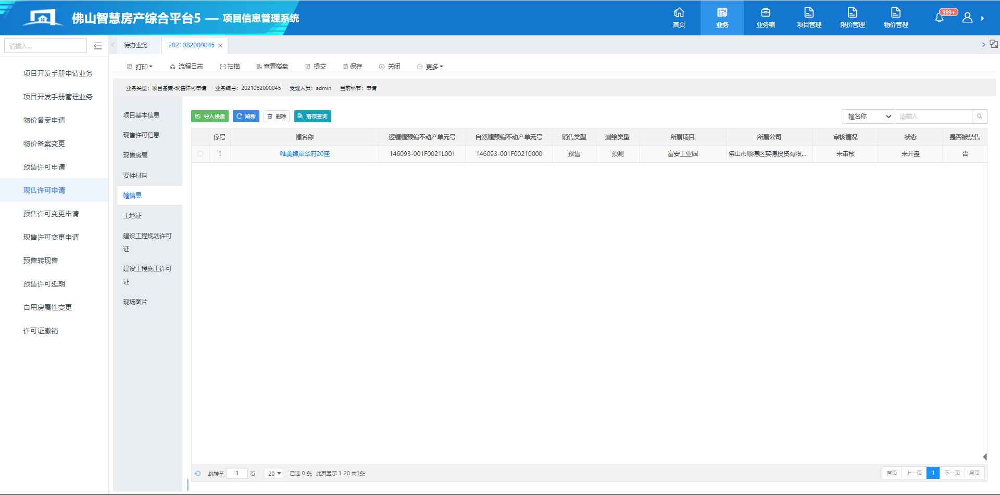 佛山智慧房产综合平台5 — 项目信息管理系统
首页
业务
业务箱
项目管理
限价管理
物价管理
999+
请输入...
待办业务
2021082000045
项目开发手册申请业务
项目开发手册管理业务
物价备案申请
物价备案变更
预售许可申请
现售许可申请
预售许可变更申请
现售许可变更申请
预售转现售
预售许可延期
自用房属性变更
许可证撤销
打印 流程日志 扫描 查看楼盘 提交 保存 关闭 更多
业务类型：项目备案-现售许可申请 业务编号：2021082000045 受理人员：admin 当前环节：申请
项目基本信息
现售许可信息
现售房屋
要件材料
幢信息
土地证
建设工程规划许可
证
建设工程施工许可
证
现场图片
导入楼盘 刷新 删除 落宗查询
幢名称 请输入
序号 幢名称 逻辑幢预编不动产单元号 自然幢预编不动产单元号 销售类型 测绘类型 所属项目 所属公司 审核情况 状态 是否被禁售
1 唯美臻岸华府20座 146093-001F0021L001 146093-001F00210000 预售 预测 富安工业园 佛山市顺德区实德投资有限... 未审核 未开盘 否
跳转至 1 页 20 已选 0 条 此页显示 1-20 共1条
首页 上一页 1 下一页 尾页